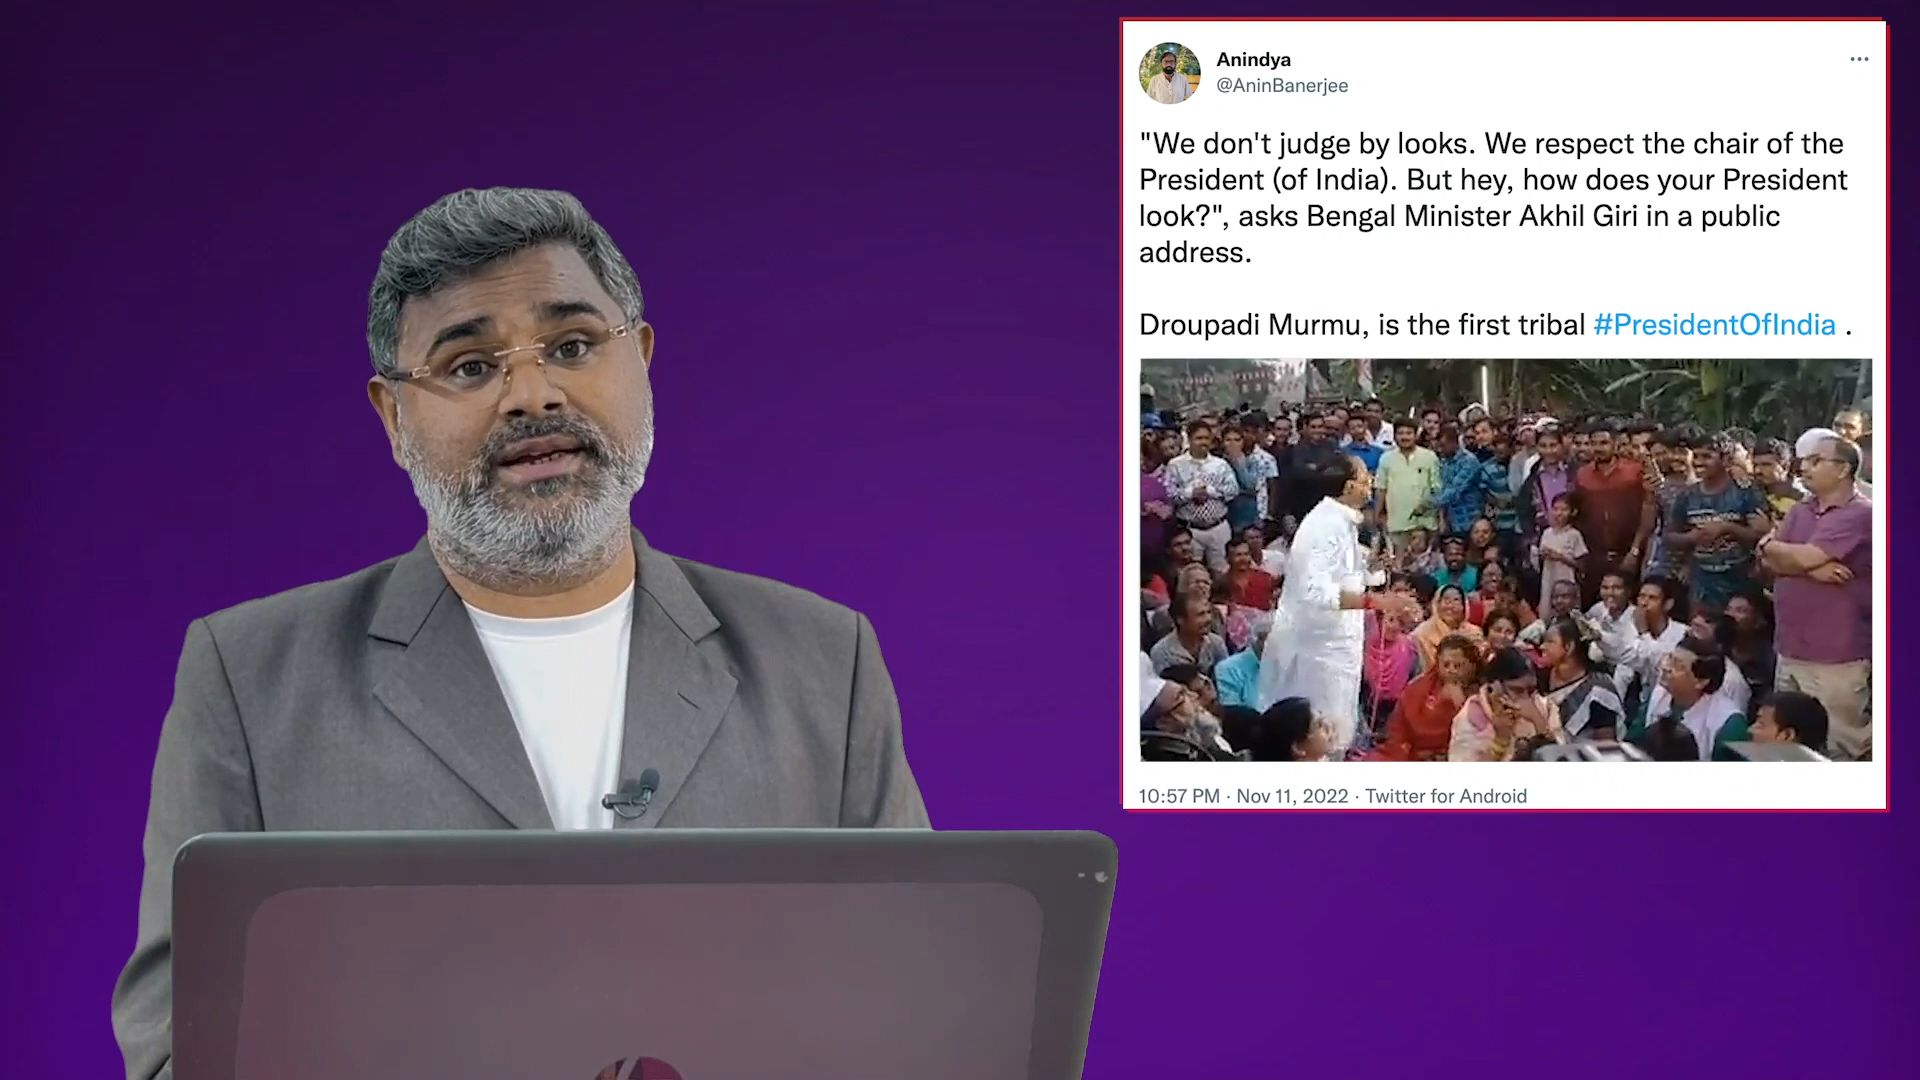 Anindya
@AninBanerjee
"We don't judge by looks. We respect the chair of the
President (of India). But hey, how does your President
look?", asks Bengal Minister Akhil Giri in a public
address.
Droupadi Murmu, is the first tribal #PresidentOfIndia .
10:57 PM · Nov 11, 2022 · Twitter for Android